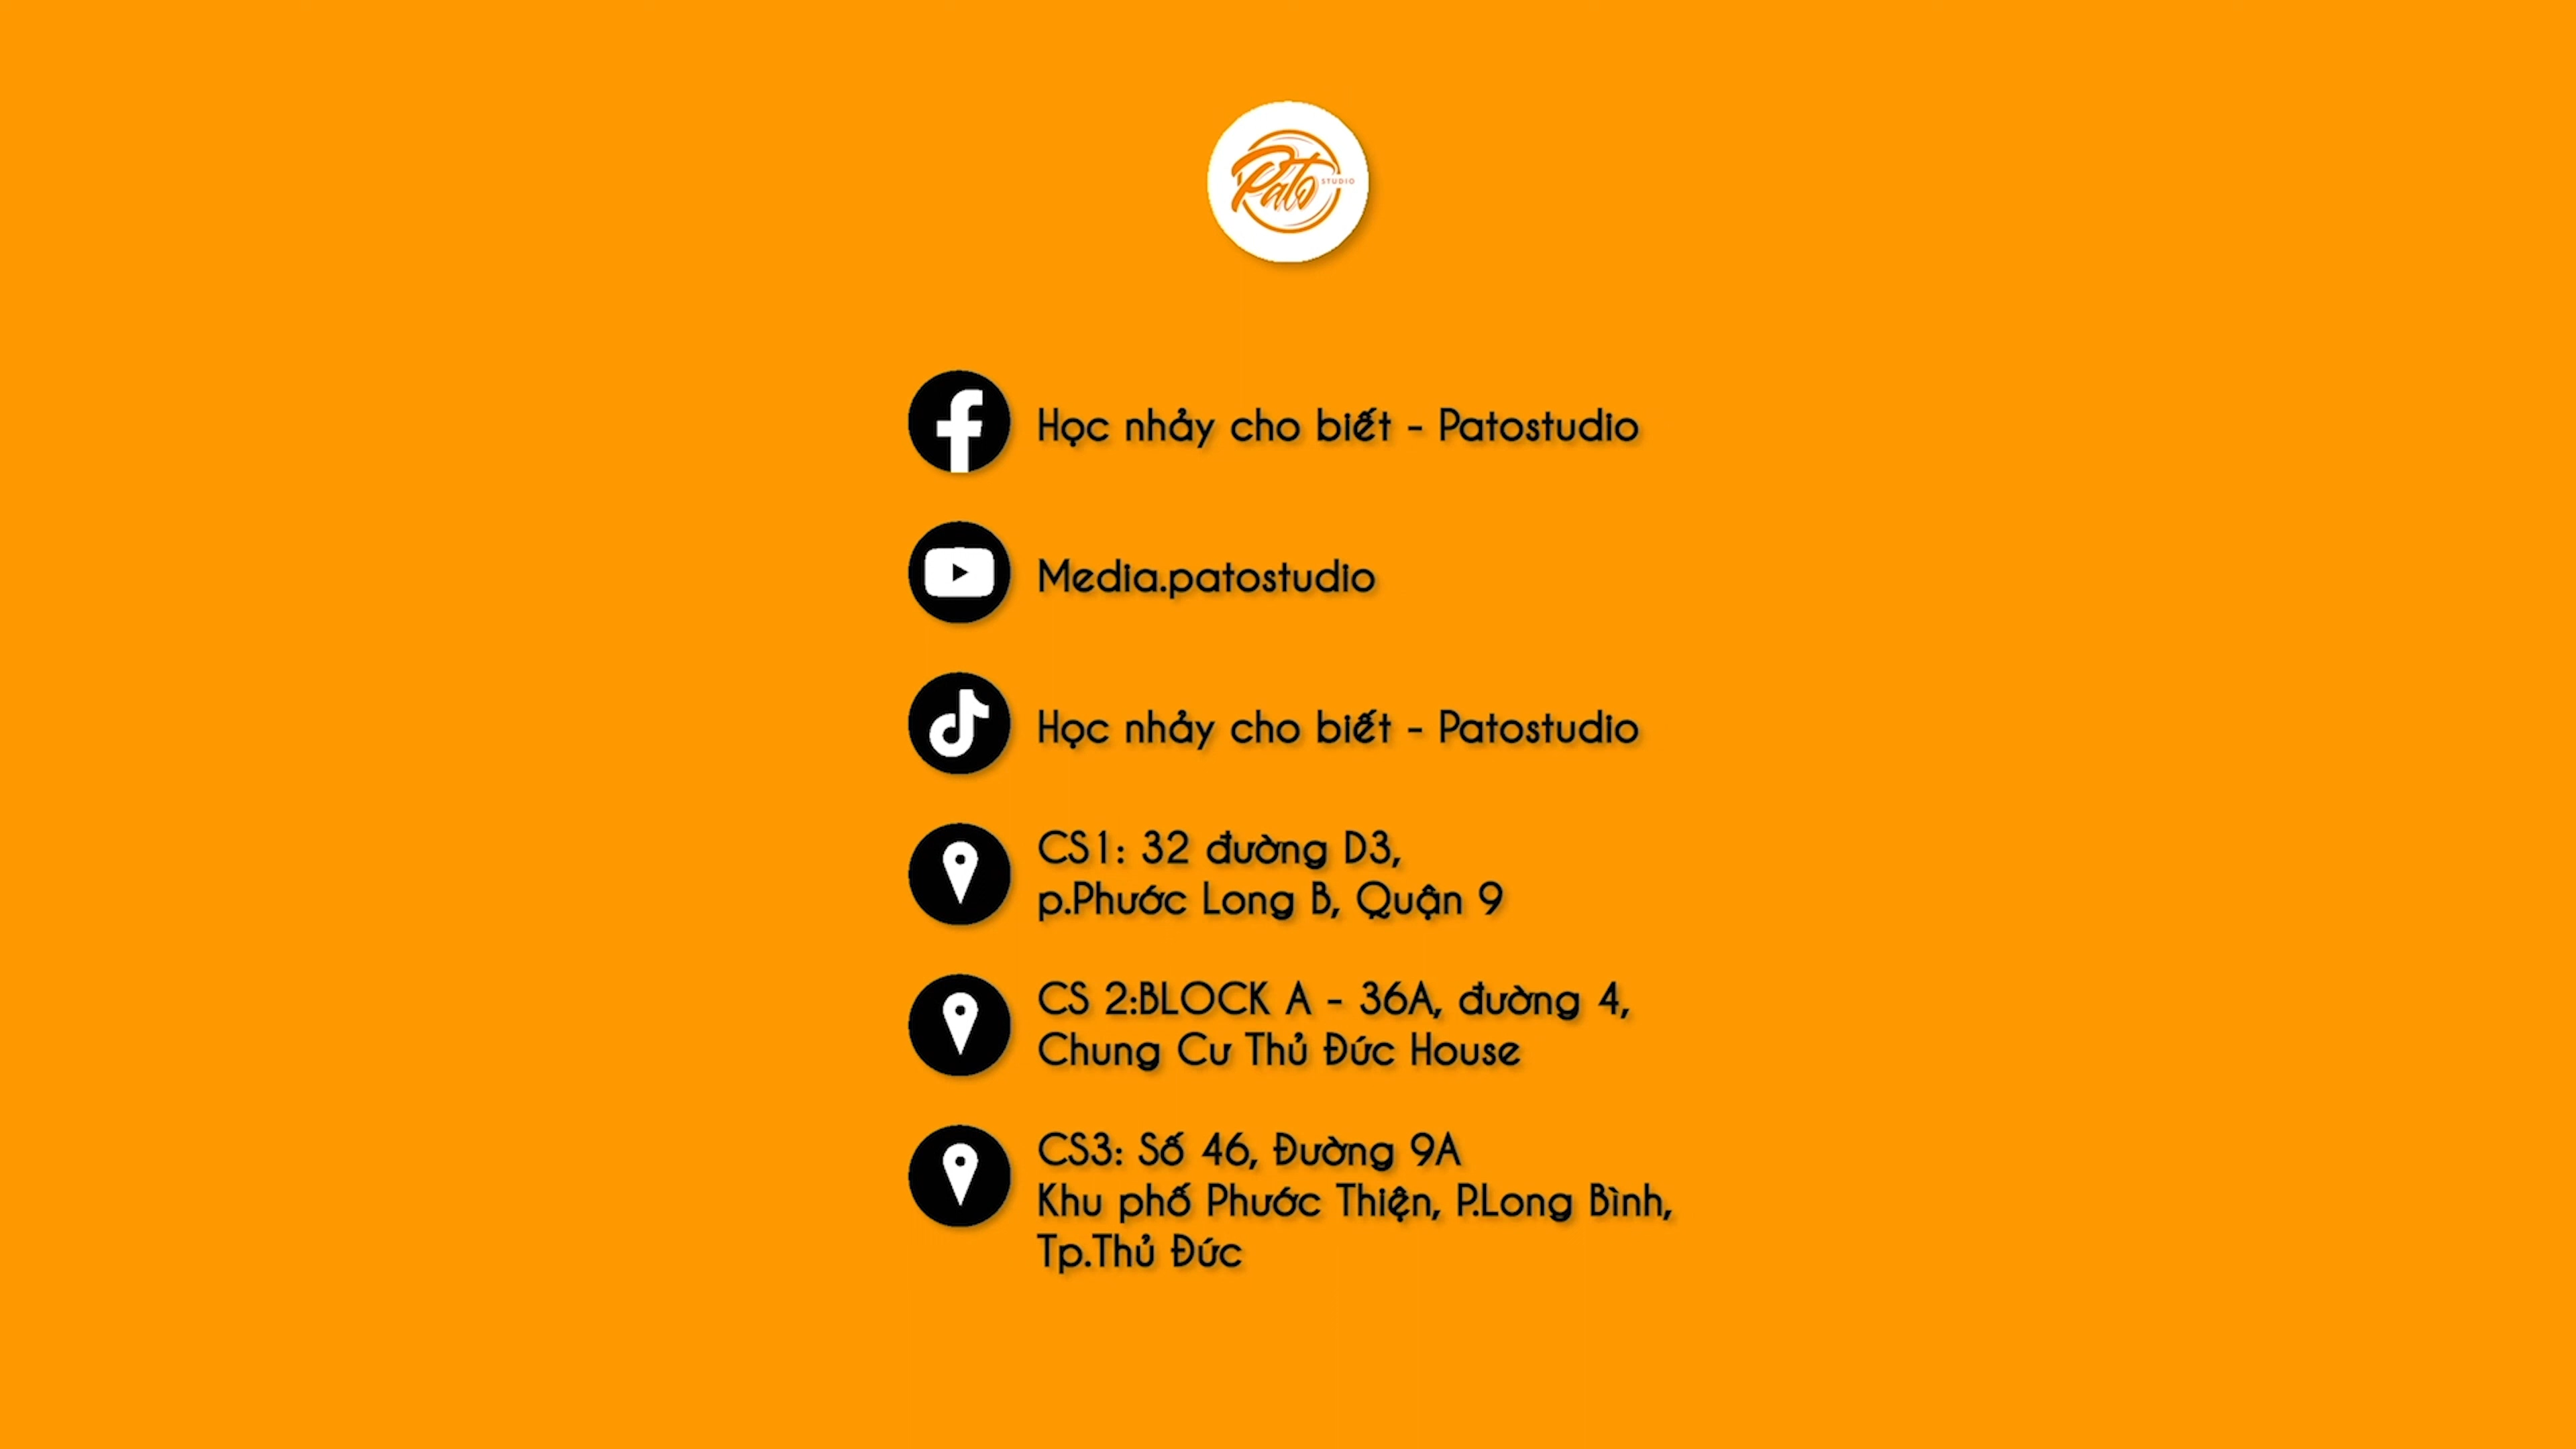 Pato STUDIO
Học nhảy cho biết - Patostudio
Media.patostudio
Học nhảy cho biết - Patostudio
CS1: 32 đường D3,
p.Phước Long B, Quận 9
CS 2:BLOCK A - 36A, đường 4,
Chung Cư Thủ Đức House
CS3: Số 46, Đường 9A
Khu phố Phước Thiện, P.Long Bình,
Tp.Thủ Đức